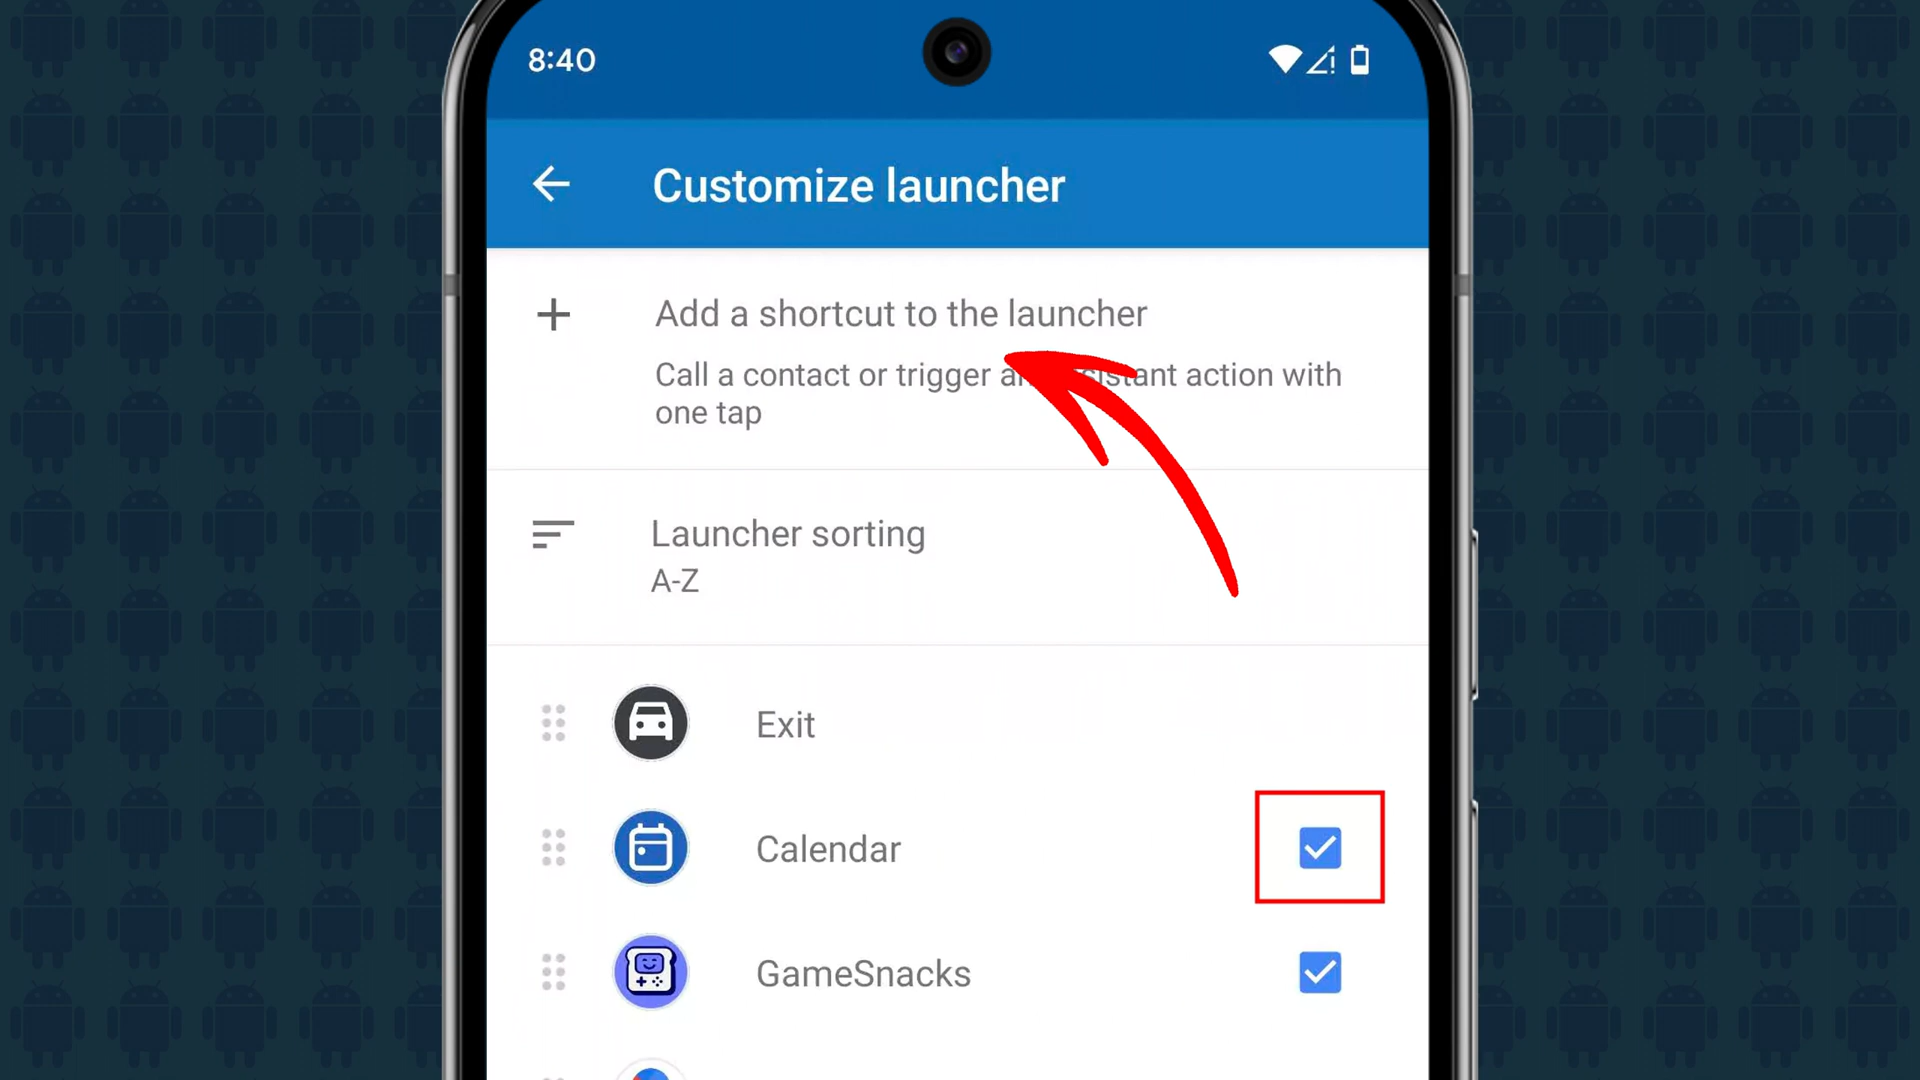 8:40
Customize launcher
Add a shortcut to the launcher
Call a contact or trigger an assistant action with
one tap
Launcher sorting
A-Z
Exit
Calendar
GameSnacks